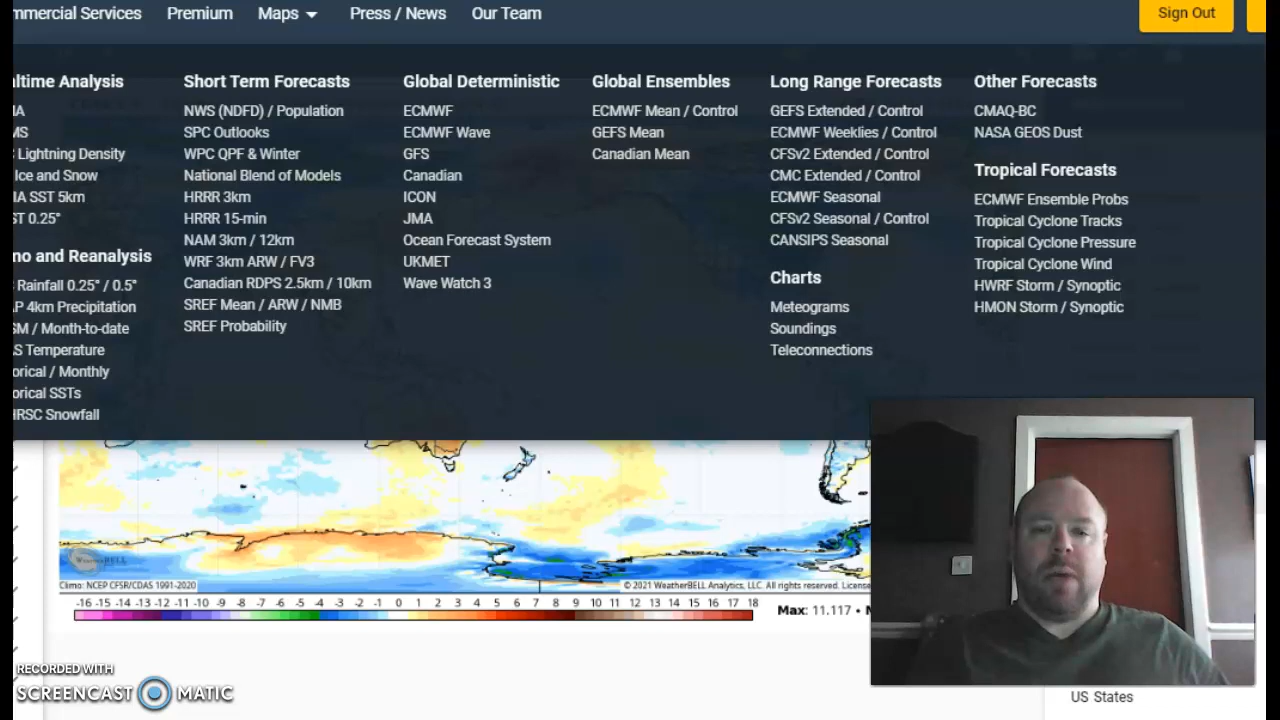 mmercial Services Premium Maps Press / News Our Team Sign Out
ltime Analysis
IA
MS
Lightning Density
Ice and Snow
IA SST 5km
ST 0.25°
no and Reanalysis
Rainfall 0.25° / 0.5°
P 4km Precipitation
SM / Month-to-date
S Temperature
orical / Monthly
orical SSTs
HRSC Snowfall
Short Term Forecasts
NWS (NDFD) / Population
SPC Outlooks
WPC QPF & Winter
National Blend of Models
HRRR 3km
HRRR 15-min
NAM 3km / 12km
WRF 3km ARW / FV3
Canadian RDPS 2.5km / 10km
SREF Mean / ARW / NMB
SREF Probability
Global Deterministic
ECMWF
ECMWF Wave
GFS
Canadian
ICON
JMA
Ocean Forecast System
UKMET
Wave Watch 3
Global Ensembles
ECMWF Mean / Control
GEFS Mean
Canadian Mean
Long Range Forecasts
GEFS Extended / Control
ECMWF Weeklies / Control
CFSv2 Extended / Control
CMC Extended / Control
ECMWF Seasonal
CFSv2 Seasonal / Control
CANSIPS Seasonal
Charts
Meteograms
Soundings
Teleconnections
Other Forecasts
CMAQ-BC
NASA GEOS Dust
Tropical Forecasts
ECMWF Ensemble Probs
Tropical Cyclone Tracks
Tropical Cyclone Pressure
Tropical Cyclone Wind
HWRF Storm / Synoptic
HMON Storm / Synoptic
WeatherBELL
Climo: NCEP CFSR/CDAS 1991-2020 © 2021 WeatherBELL Analytics, LLC. All rights reserved. License
-16 -15 -14 -13 -12 -11 -10 -9 -8 -7 -6 -5 -4 -3 -2 -1 0 1 2 3 4 5 6 7 8 9 10 11 12 13 14 15 16 17 18
Max: 11.117 •
RECORDED WITH
SCREENCAST MATIC
US States